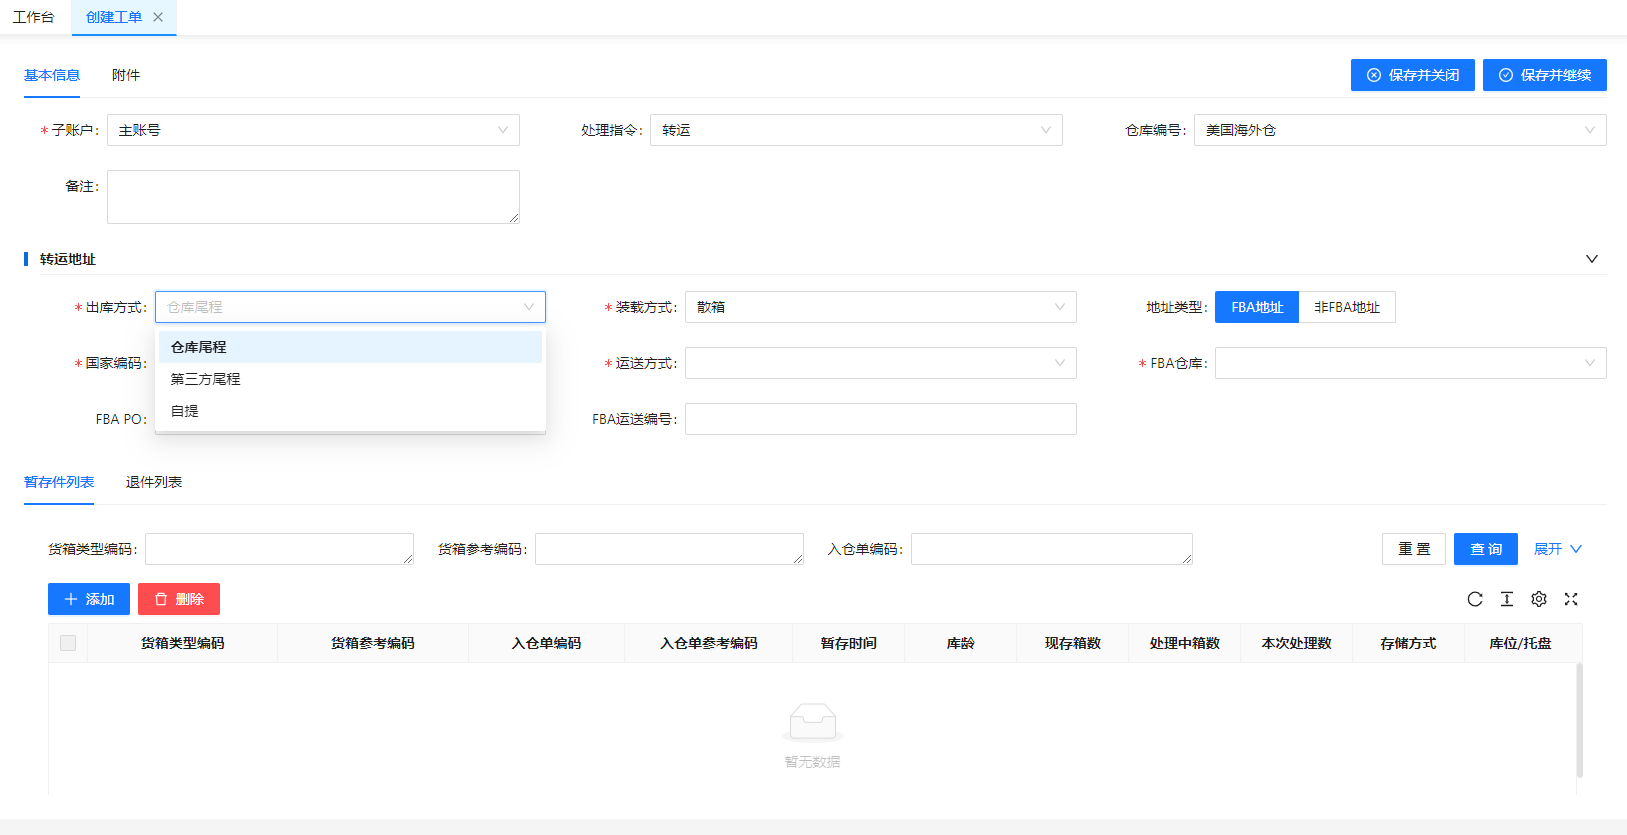 工作台 创建工单
基本信息 附件 保存并关闭 保存并继续
* 子账户: 主账号 处理指令: 转运 仓库编号: 美国海外仓
备注:
转运地址
* 出库方式: 仓库尾程 * 装载方式: 散箱 地址类型: FBA地址 非FBA地址
仓库尾程
* 国家编码: * 运送方式: * FBA仓库:
第三方尾程
自提
FBA PO: FBA运送编号:
暂存件列表 退件列表
货箱类型编码: 货箱参考编码: 入仓单编码: 重 置 查 询 展开
添加 删除
货箱类型编码 货箱参考编码 入仓单编码 入仓单参考编码 暂存时间 库龄 现存箱数 处理中箱数 本次处理数 存储方式 库位/托盘
暂无数据